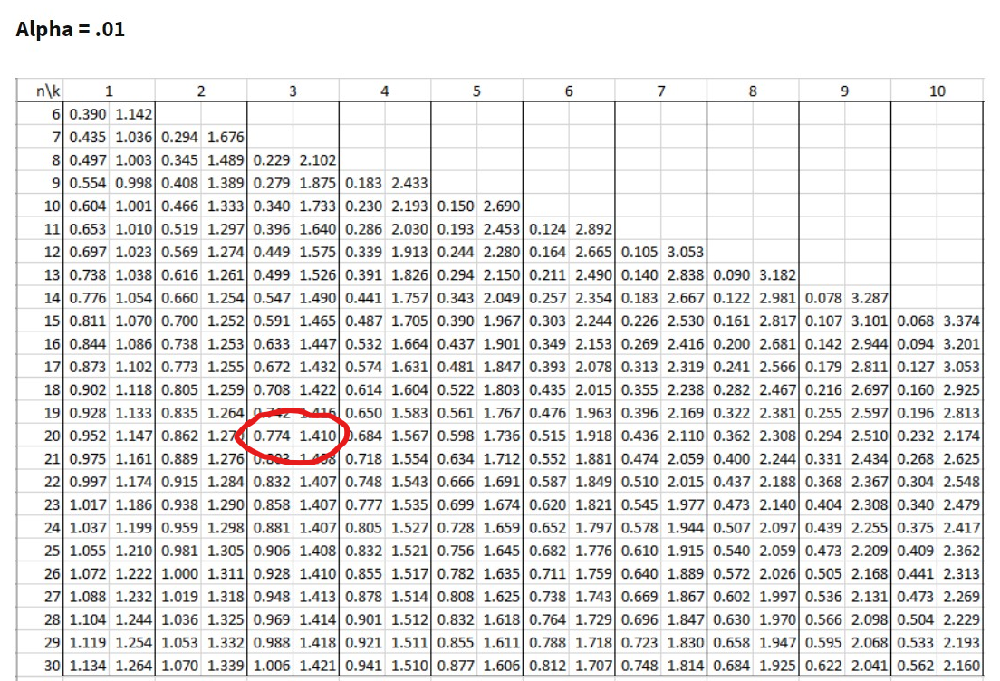 Alpha = .01
n\k 1 2 3 4 5 6 7 8 9 10
6 0.390 1.142
7 0.435 1.036 0.294 1.676
8 0.497 1.003 0.345 1.489 0.229 2.102
9 0.554 0.998 0.408 1.389 0.279 1.875 0.183 2.433
10 0.604 1.001 0.466 1.333 0.340 1.733 0.230 2.193 0.150 2.690
11 0.653 1.010 0.519 1.297 0.396 1.640 0.286 2.030 0.193 2.453 0.124 2.892
12 0.697 1.023 0.569 1.274 0.449 1.575 0.339 1.913 0.244 2.280 0.164 2.665 0.105 3.053
13 0.738 1.038 0.616 1.261 0.499 1.526 0.391 1.826 0.294 2.150 0.211 2.490 0.140 2.838 0.090 3.182
14 0.776 1.054 0.660 1.254 0.547 1.490 0.441 1.757 0.343 2.049 0.257 2.354 0.183 2.667 0.122 2.981 0.078 3.287
15 0.811 1.070 0.700 1.252 0.591 1.465 0.487 1.705 0.390 1.967 0.303 2.244 0.226 2.530 0.161 2.817 0.107 3.101 0.068 3.374
16 0.844 1.086 0.738 1.253 0.633 1.447 0.532 1.664 0.437 1.901 0.349 2.153 0.269 2.416 0.200 2.681 0.142 2.944 0.094 3.201
17 0.873 1.102 0.773 1.255 0.672 1.432 0.574 1.631 0.481 1.847 0.393 2.078 0.313 2.319 0.241 2.566 0.179 2.811 0.127 3.053
18 0.902 1.118 0.805 1.259 0.708 1.422 0.614 1.604 0.522 1.803 0.435 2.015 0.355 2.238 0.282 2.467 0.216 2.697 0.160 2.925
19 0.928 1.133 0.835 1.264 0.742 1.416 0.650 1.583 0.561 1.767 0.476 1.963 0.396 2.169 0.322 2.381 0.255 2.597 0.196 2.813
20 0.952 1.147 0.862 0.774 1.410 0.684 1.567 0.598 1.736 0.515 1.918 0.436 2.110 0.362 2.308 0.294 2.510 0.232 2.174
21 0.975 1.161 0.889 1.276 0.803 1.408 0.718 1.554 0.634 1.712 0.552 1.881 0.474 2.059 0.400 2.244 0.331 2.434 0.268 2.625
22 0.997 1.174 0.915 1.284 0.832 1.407 0.748 1.543 0.666 1.691 0.587 1.849 0.510 2.015 0.437 2.188 0.368 2.367 0.304 2.548
23 1.017 1.186 0.938 1.290 0.858 1.407 0.777 1.535 0.699 1.674 0.620 1.821 0.545 1.977 0.473 2.140 0.404 2.308 0.340 2.479
24 1.037 1.199 0.959 1.298 0.881 1.407 0.805 1.527 0.728 1.659 0.652 1.797 0.578 1.944 0.507 2.097 0.439 2.255 0.375 2.417
25 1.055 1.210 0.981 1.305 0.906 1.408 0.832 1.521 0.756 1.645 0.682 1.776 0.610 1.915 0.540 2.059 0.473 2.209 0.409 2.362
26 1.072 1.222 1.000 1.311 0.928 1.410 0.855 1.517 0.782 1.635 0.711 1.759 0.640 1.889 0.572 2.026 0.505 2.168 0.441 2.313
27 1.088 1.232 1.019 1.318 0.948 1.413 0.878 1.514 0.808 1.625 0.738 1.743 0.669 1.867 0.602 1.997 0.536 2.131 0.473 2.269
28 1.104 1.244 1.036 1.325 0.969 1.414 0.901 1.512 0.832 1.618 0.764 1.729 0.696 1.847 0.630 1.970 0.566 2.098 0.504 2.229
29 1.119 1.254 1.053 1.332 0.988 1.418 0.921 1.511 0.855 1.611 0.788 1.718 0.723 1.830 0.658 1.947 0.595 2.068 0.533 2.193
30 1.134 1.264 1.070 1.339 1.006 1.421 0.941 1.510 0.877 1.606 0.812 1.707 0.748 1.814 0.684 1.925 0.622 2.041 0.562 2.160